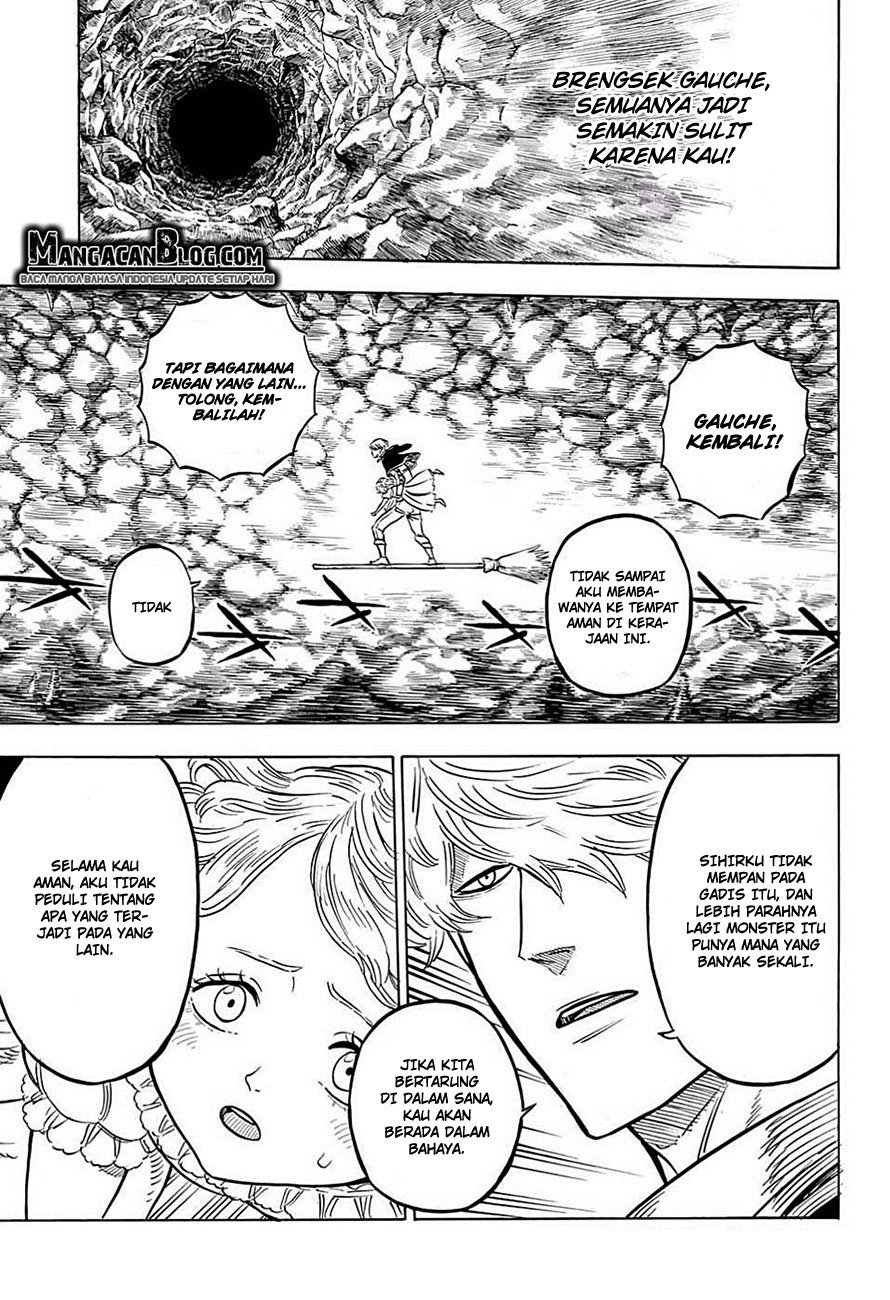 BRENGSEK GAUCHE,
SEMUANYA JADI
SEMAKIN SULIT
KARENA KAU!
MANGACANBLOG.COM
BACA MANGA BAHASA INDONESIA UPDATE SETIAP HARI
GAUCHE,
KEMBALI!
TAPI BAGAIMANA
DENGAN YANG LAIN...
TOLONG, KEM-
BALILAH!
TIDAK SAMPAI
AKU MEMBA-
WANYA KE TEMPAT
AMAN DI KERA-
JAAN INI.
TIDAK
SIHIRKU TIDAK
MEMPAN PADA
GADIS ITU, DAN
LEBIH PARAHNYA
LAGI MONSTER ITU
PUNYA MANA YANG
BANYAK SEKALI.
JIKA KITA
BERTARUNG
DI DALAM SANA,
KAU AKAN
BERADA DALAM
BAHAYA.
SELAMA KAU
AMAN, AKU TIDAK
PEDULI TENTANG
APA YANG TER-
JADI PADA YANG
LAIN.